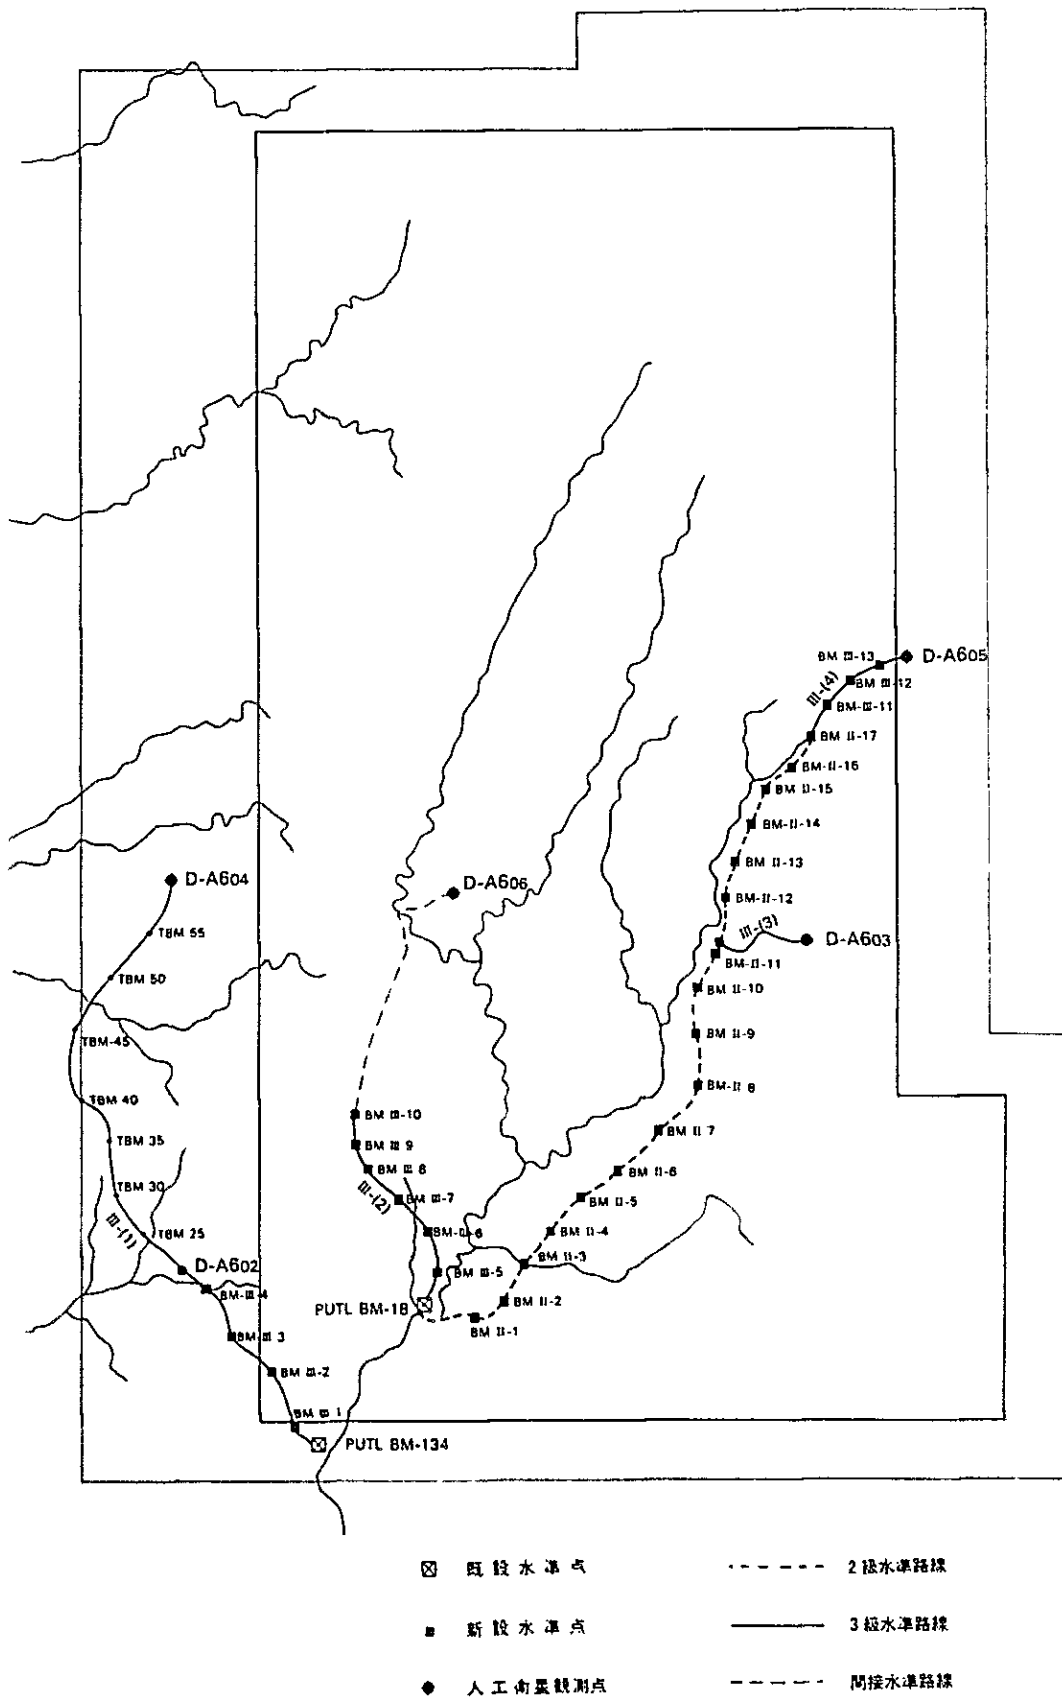 BM Ⅲ-13
D-A605
BM Ⅲ-12
Ⅲ-(4)
BM-Ⅲ-11
BM Ⅱ-17
BM-Ⅱ-16
BM Ⅱ-15
BM-Ⅱ-14
BM Ⅱ-13
D-A604
D-A606
BM-Ⅱ-12
Ⅲ-(3)
TBM 55
D-A603
BM-Ⅱ-11
TBM 50
BM Ⅱ-10
TBM-45
BM Ⅱ-9
BM-Ⅱ 8
TBM 40
BM Ⅲ-10
TBM 35
BM Ⅱ 7
BM Ⅲ 9
BM Ⅲ 8
BM Ⅱ-6
TBM 30
BM Ⅲ-7
Ⅲ-(2)
BM Ⅱ-5
Ⅲ-(1)
TBM 25
BM-Ⅲ-6
BM Ⅱ-4
D-A602
BM Ⅲ-5
BM Ⅱ-3
BM-Ⅲ-4
PUTL BM-18
BM Ⅱ-2
BM Ⅱ-1
BM Ⅲ 3
BM Ⅲ-2
BM Ⅲ 1
PUTL BM-134
既設水準点
2級水準路線
新設水準点
3級水準路線
人工衛星観測点
間接水準路線